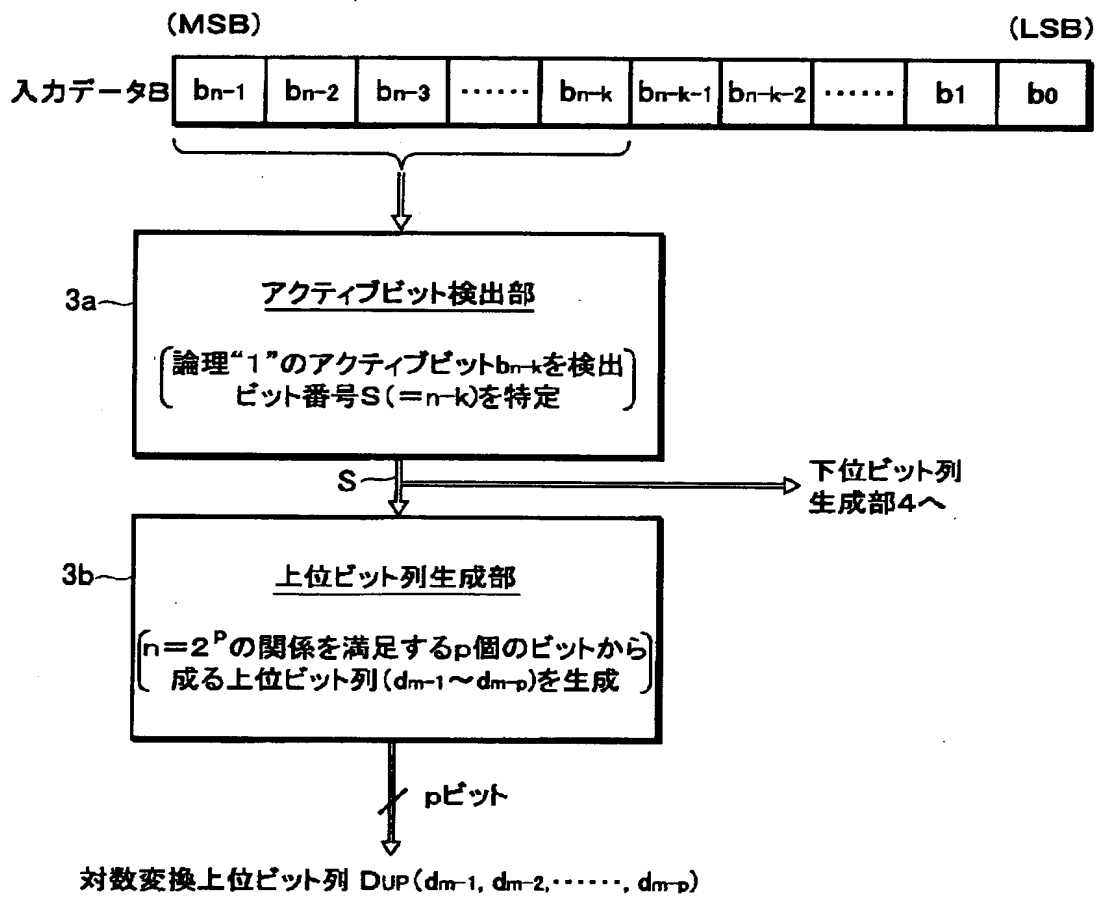 (MSB) (LSB)
入力データB bn-1 bn-2 bn-3 ...... bn-k bn-k-1 bn-k-2 ...... b1 b0
3a
アクティブビット検出部
論理“1”のアクティブビットbn-kを検出
ビット番号S(=n-k)を特定
S
下位ビット列
生成部4へ
3b
上位ビット列生成部
n=2^Pの関係を満足するp個のビットから
成る上位ビット列(dm-1~dm-p)を生成
pビット
対数変換上位ビット列 DUP(dm-1, dm-2,......, dm-p)